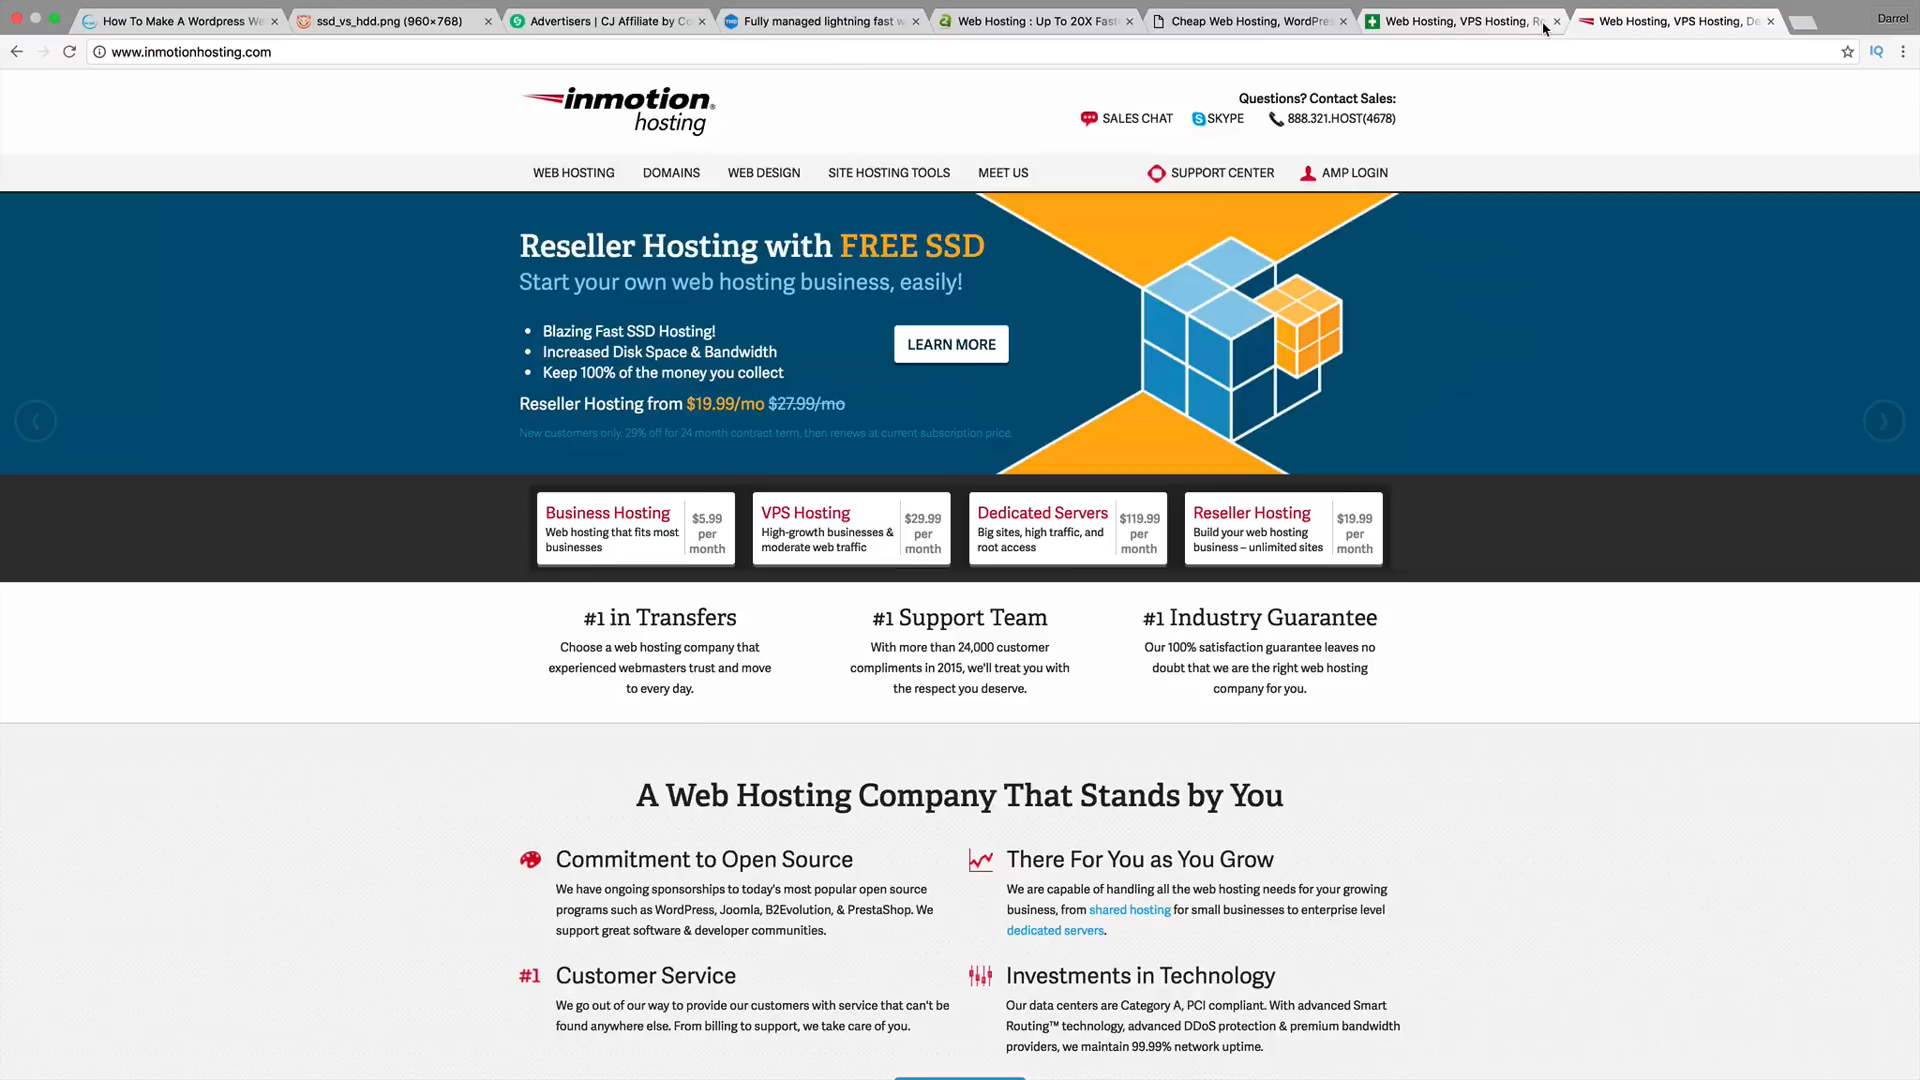 How To Make A Wordpress We
ssd_vs_hdd.png (960×768)
Advertisers | CJ Affiliate by Co
Fully managed lightning fast w
Web Hosting : Up To 20X Fast
Cheap Web Hosting, WordPre
Web Hosting, VPS Hosting, R
Web Hosting, VPS Hosting, De
Darrel
www.inmotionhosting.com
IQ
inmotion
hosting
Questions? Contact Sales:
SALES CHAT
SKYPE
888.321.HOST(4678)
WEB HOSTING
DOMAINS
WEB DESIGN
SITE HOSTING TOOLS
MEET US
SUPPORT CENTER
AMP LOGIN
Reseller Hosting with FREE SSD
Start your own web hosting business, easily!
• Blazing Fast SSD Hosting!
• Increased Disk Space & Bandwidth
• Keep 100% of the money you collect
LEARN MORE
Reseller Hosting from $19.99/mo $27.99/mo
New customers only. 29% off for 24 month contract term, then renews at current subscription price.
Business Hosting
Web hosting that fits most
businesses
$5.99
per
month
VPS Hosting
High-growth businesses &
moderate web traffic
$29.99
per
month
Dedicated Servers
Big sites, high traffic, and
root access
$119.99
per
month
Reseller Hosting
Build your web hosting
business – unlimited sites
$19.99
per
month
#1 in Transfers
Choose a web hosting company that
experienced webmasters trust and move
to every day.
#1 Support Team
With more than 24,000 customer
compliments in 2015, we'll treat you with
the respect you deserve.
#1 Industry Guarantee
Our 100% satisfaction guarantee leaves no
doubt that we are the right web hosting
company for you.
A Web Hosting Company That Stands by You
Commitment to Open Source
We have ongoing sponsorships to today's most popular open source
programs such as WordPress, Joomla, B2Evolution, & PrestaShop. We
support great software & developer communities.
There For You as You Grow
We are capable of handling all the web hosting needs for your growing
business, from shared hosting for small businesses to enterprise level
dedicated servers.
#1 Customer Service
We go out of our way to provide our customers with service that can't be
found anywhere else. From billing to support, we take care of you.
Investments in Technology
Our data centers are Category A, PCI compliant. With advanced Smart
Routing™ technology, advanced DDoS protection & premium bandwidth
providers, we maintain 99.99% network uptime.